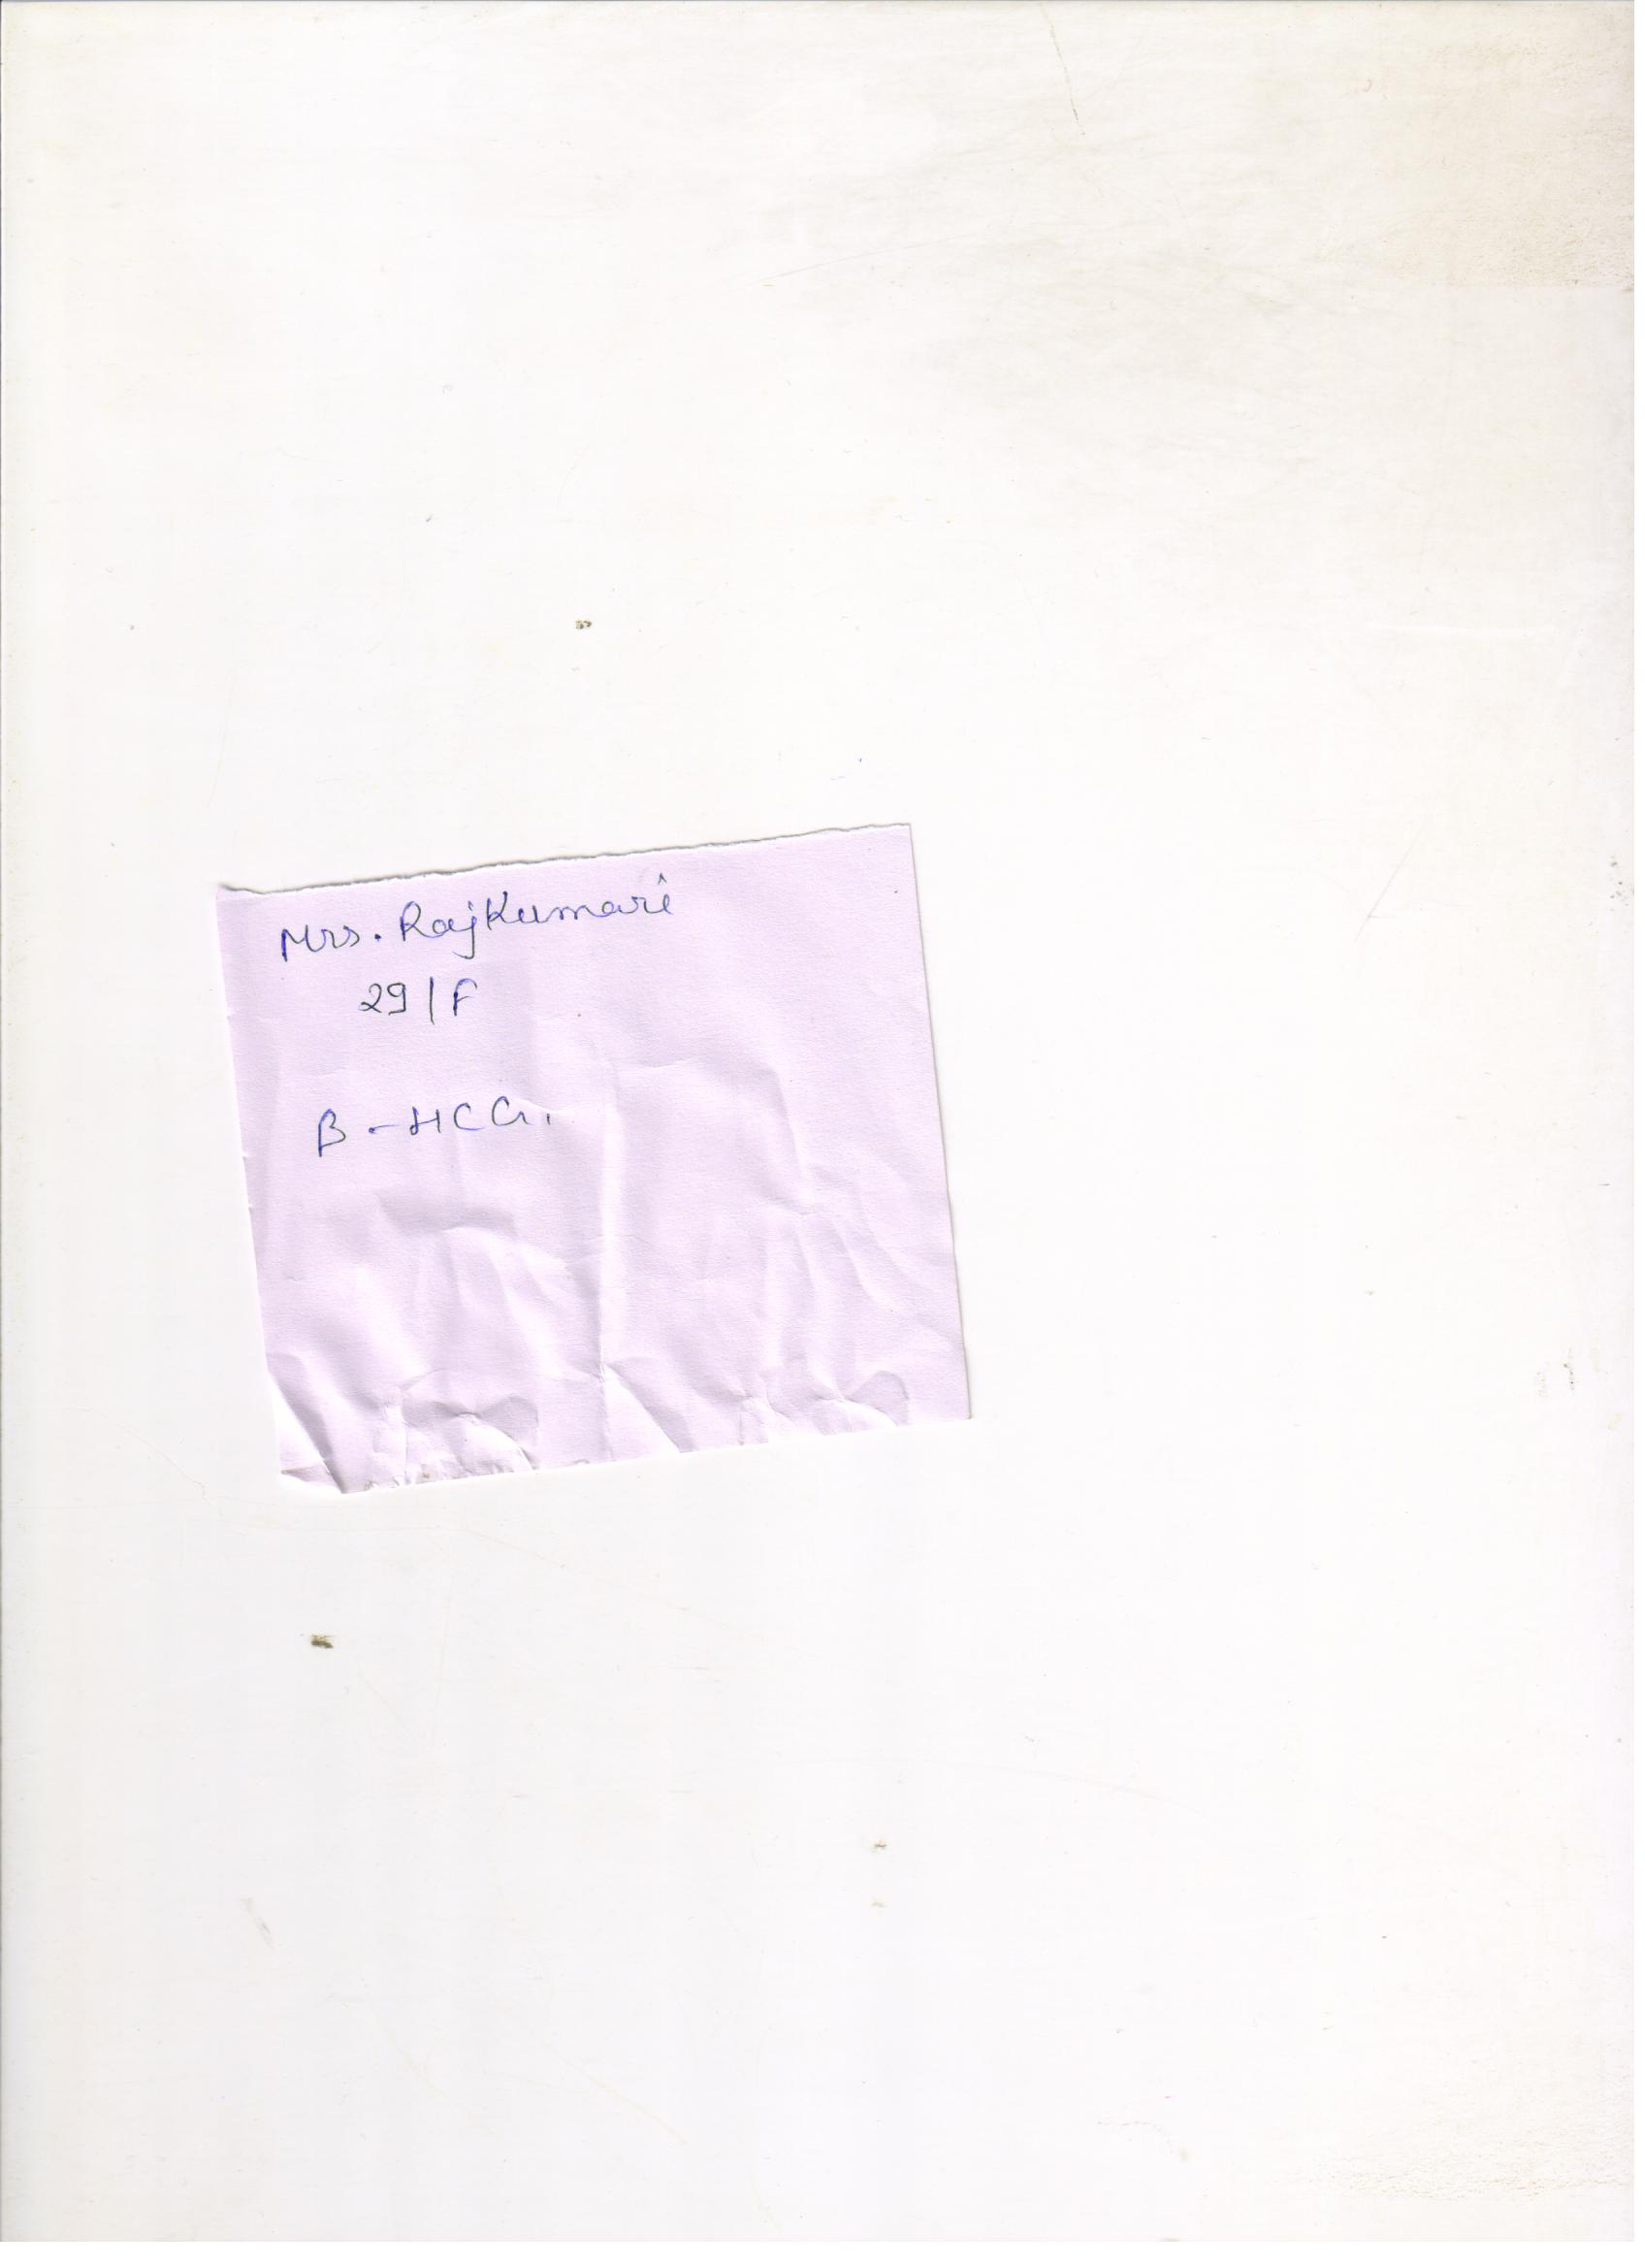 Mrs. Rajkumari
29/F
B-HCG.